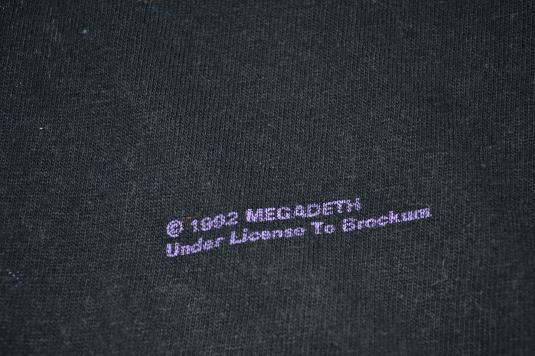 © 1992 MEGADETH
Under License To Brockum